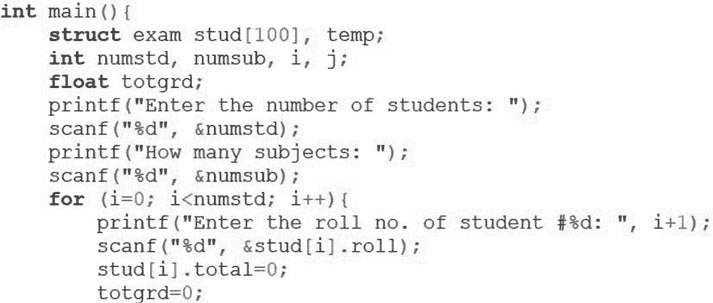 int main(){
struct exam stud[100], temp;
int numstd, numsub, i, j;
float totgrd;
printf("Enter the number of students: ");
scanf("%d", &numstd);
printf("How many subjects: ");
scanf("%d", &numsub);
for (i=0; i<numstd; i++){
printf("Enter the roll no. of student #%d: ", i+1);
scanf("%d", &stud[i].roll);
stud[i].total=0;
totgrd=0;